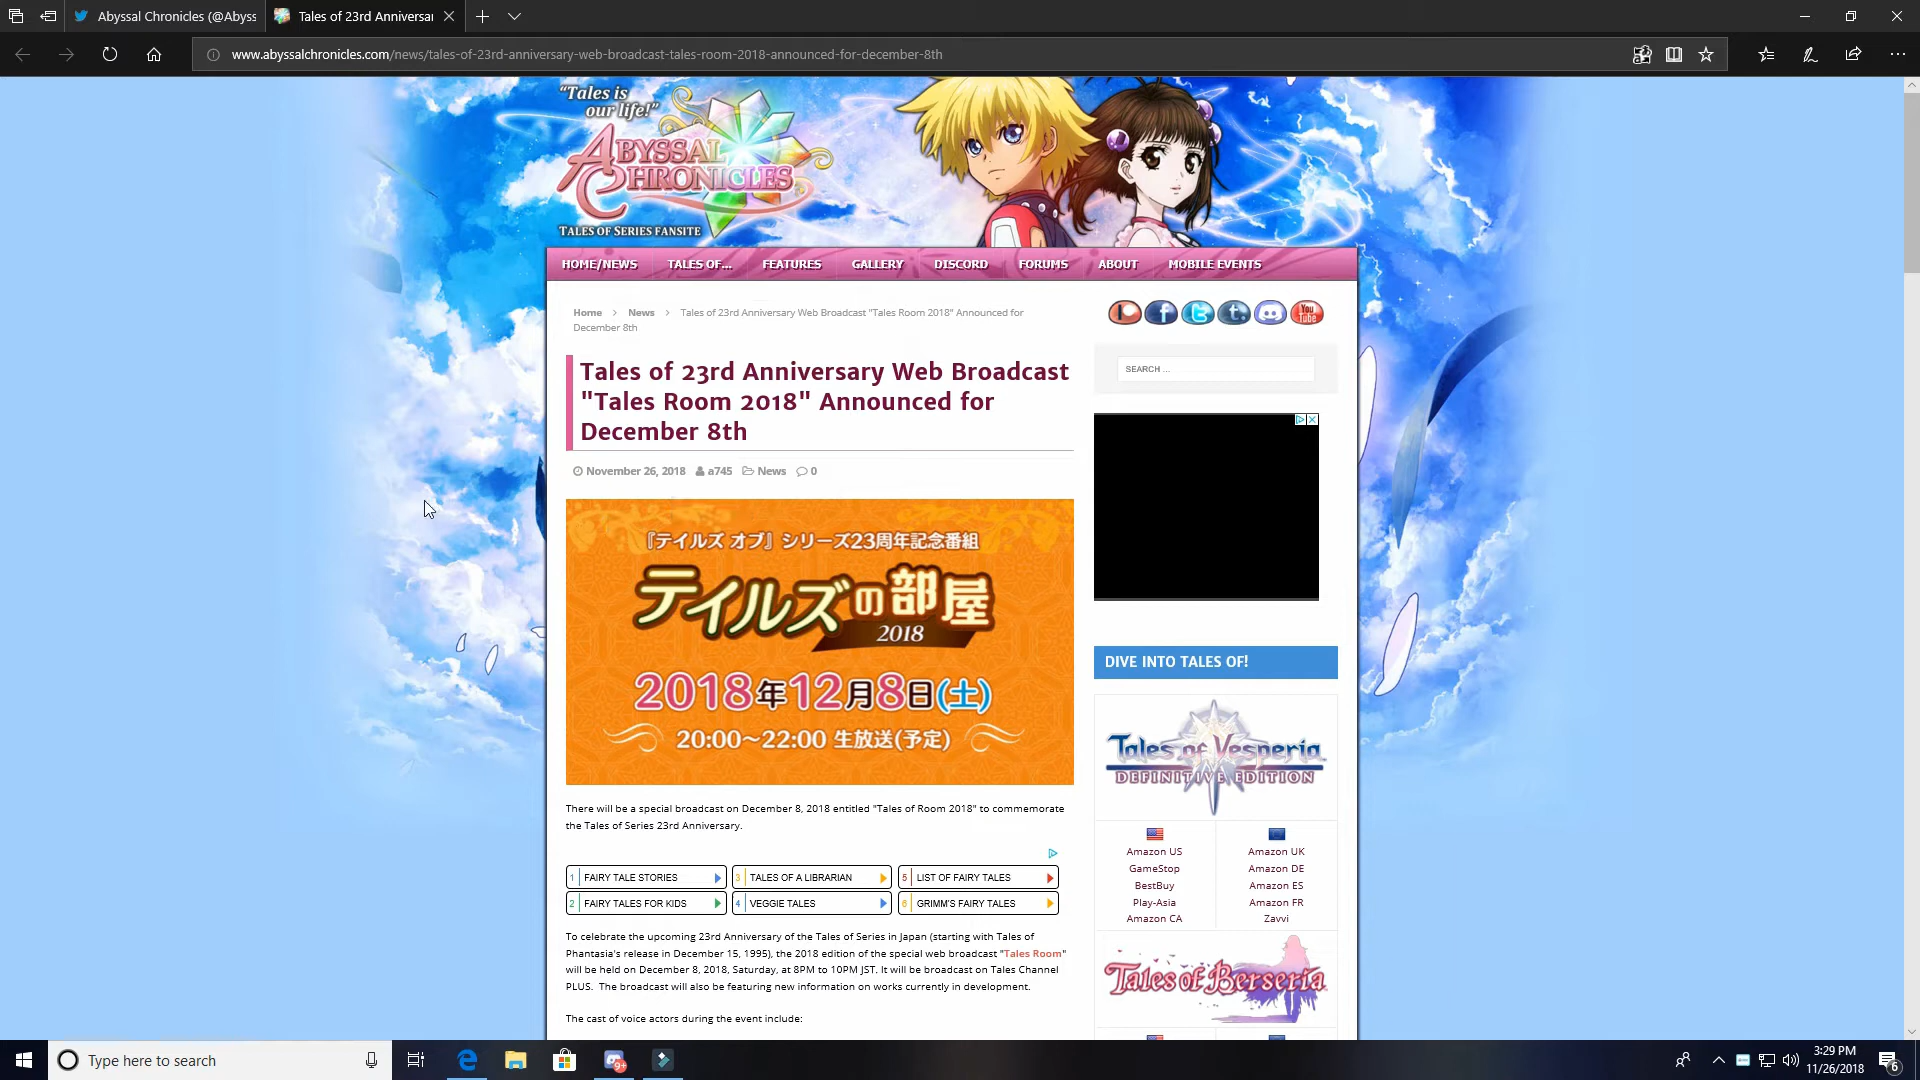 Abyssal Chronicles (@Abyss
Tales of 23rd Anniversar
www.abyssalchronicles.com/news/tales-of-23rd-anniversary-web-broadcast-tales-room-2018-announced-for-december-8th
"Tales is
our life!"
ABYSSAL
CHRONICLES
TALES OF SERIES FANSITE
HOME/NEWS TALES OF... FEATURES GALLERY DISCORD FORUMS ABOUT MOBILE EVENTS
Home > News > Tales of 23rd Anniversary Web Broadcast "Tales Room 2018" Announced for
December 8th
Tales of 23rd Anniversary Web Broadcast
"Tales Room 2018" Announced for
December 8th
November 26, 2018 a745 News 0
『テイルズ オブ』シリーズ23周年記念番組
テイルズの部屋
2018
2018年12月8日(土)
20:00～22:00 生放送(予定)
There will be a special broadcast on December 8, 2018 entitled "Tales of Room 2018" to commemorate
the Tales of Series 23rd Anniversary.
1 FAIRY TALE STORIES
3 TALES OF A LIBRARIAN
5 LIST OF FAIRY TALES
2 FAIRY TALES FOR KIDS
4 VEGGIE TALES
6 GRIMM'S FAIRY TALES
To celebrate the upcoming 23rd Anniversary of the Tales of Series in Japan (starting with Tales of
Phantasia's release in December 15, 1995), the 2018 edition of the special web broadcast "Tales Room"
will be held on December 8, 2018, Saturday, at 8PM to 10PM JST. It will be broadcast on Tales Channel
PLUS. The broadcast will also be featuring new information on works currently in development.
The cast of voice actors during the event include:
You
Tube
SEARCH ...
DIVE INTO TALES OF!
Tales of Vesperia
DEFINITIVE EDITION
Amazon US
GameStop
BestBuy
Play-Asia
Amazon CA
Amazon UK
Amazon DE
Amazon ES
Amazon FR
Zavvi
Tales of Berseria
Type here to search
9+
3:29 PM
11/26/2018
6